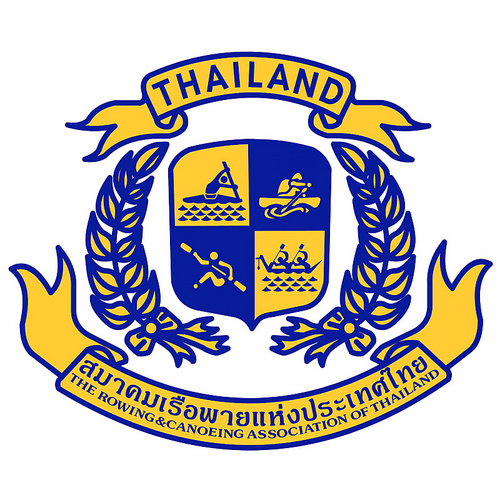 THAILAND
สมาคมเรือพายแห่งประเทศไทย
THE ROWING&CANOEING ASSOCIATION OF THAILAND